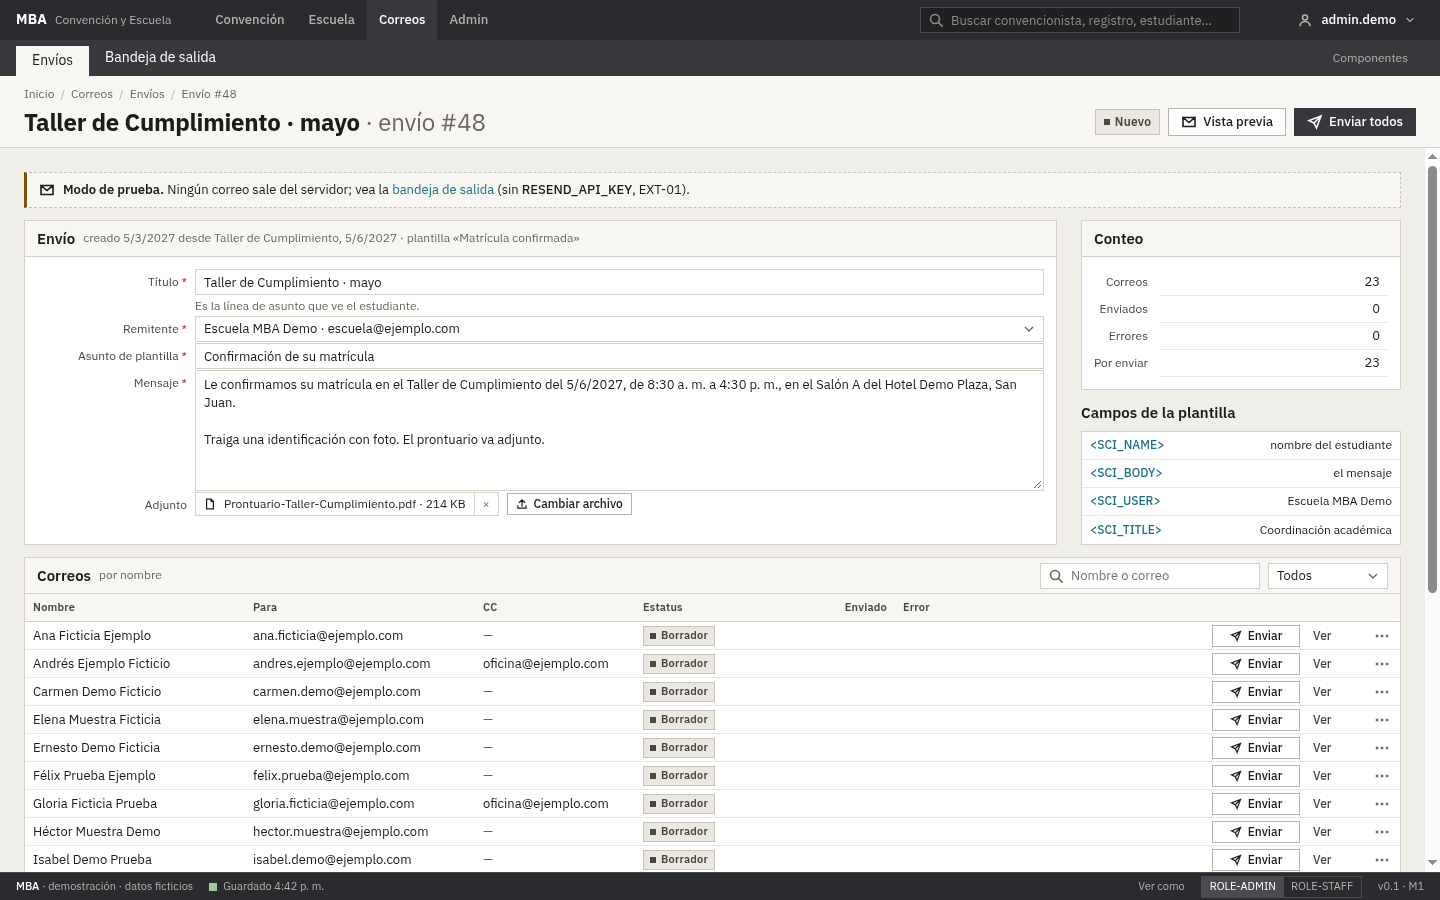 MBA Convención y Escuela Convención Escuela Correos Admin Buscar convencionista, registro, estudiante... admin.demo
Envíos Bandeja de salida Componentes
Inicio / Correos / Envíos / Envío #48
Taller de Cumplimiento · mayo · envío #48 Nuevo Vista previa Enviar todos
Modo de prueba. Ningún correo sale del servidor; vea la bandeja de salida (sin RESEND_API_KEY, EXT-01).
Envío creado 5/3/2027 desde Taller de Cumplimiento, 5/6/2027 · plantilla «Matrícula confirmada»
Título * Taller de Cumplimiento · mayo
Es la línea de asunto que ve el estudiante.
Remitente * Escuela MBA Demo · escuela@ejemplo.com
Asunto de plantilla * Confirmación de su matrícula
Mensaje * Le confirmamos su matrícula en el Taller de Cumplimiento del 5/6/2027, de 8:30 a. m. a 4:30 p. m., en el Salón A del Hotel Demo Plaza, San
Juan.
Traiga una identificación con foto. El prontuario va adjunto.
Adjunto Prontuario-Taller-Cumplimiento.pdf · 214 KB × Cambiar archivo
Conteo
Correos 23
Enviados 0
Errores 0
Por enviar 23
Campos de la plantilla
<SCI_NAME> nombre del estudiante
<SCI_BODY> el mensaje
<SCI_USER> Escuela MBA Demo
<SCI_TITLE> Coordinación académica
Correos por nombre Nombre o correo Todos
Nombre Para CC Estatus Enviado Error
Ana Ficticia Ejemplo ana.ficticia@ejemplo.com — Borrador Enviar Ver
Andrés Ejemplo Ficticio andres.ejemplo@ejemplo.com oficina@ejemplo.com Borrador Enviar Ver
Carmen Demo Ficticio carmen.demo@ejemplo.com — Borrador Enviar Ver
Elena Muestra Ficticia elena.muestra@ejemplo.com — Borrador Enviar Ver
Ernesto Demo Ficticia ernesto.demo@ejemplo.com — Borrador Enviar Ver
Félix Prueba Ejemplo felix.prueba@ejemplo.com — Borrador Enviar Ver
Gloria Ficticia Prueba gloria.ficticia@ejemplo.com oficina@ejemplo.com Borrador Enviar Ver
Héctor Muestra Demo hector.muestra@ejemplo.com — Borrador Enviar Ver
Isabel Demo Prueba isabel.demo@ejemplo.com — Borrador Enviar Ver
MBA · demostración · datos ficticios Guardado 4:42 p. m. Ver como ROLE-ADMIN ROLE-STAFF v0.1 · M1